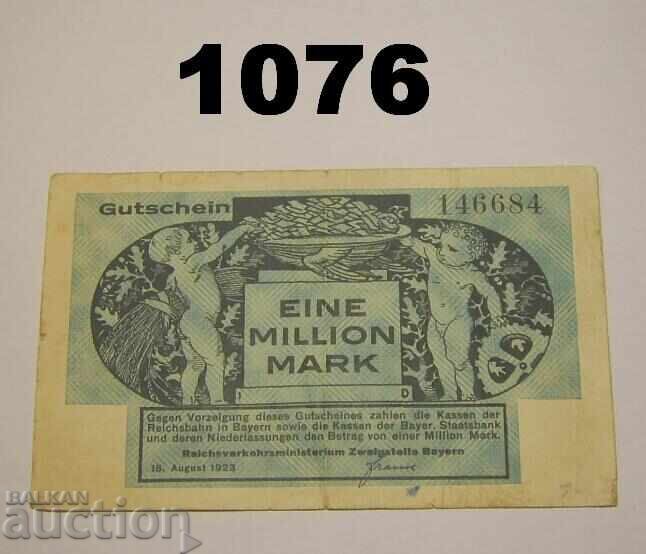 1076
Gutschein 146684
EINE
MILLION
MARK
D
Gegen Vorzeigung dieses Gutscheines zahlen die Kassen der
Reichsbahn in Bayern sowie die Kassen der Bayer. Staatsbank
und deren Niederlassungen den Betrag von einer Million Mark.
Reichsverkehrsministerium Zweigstelle Bayern
18. August 1923
BALKAN
auction